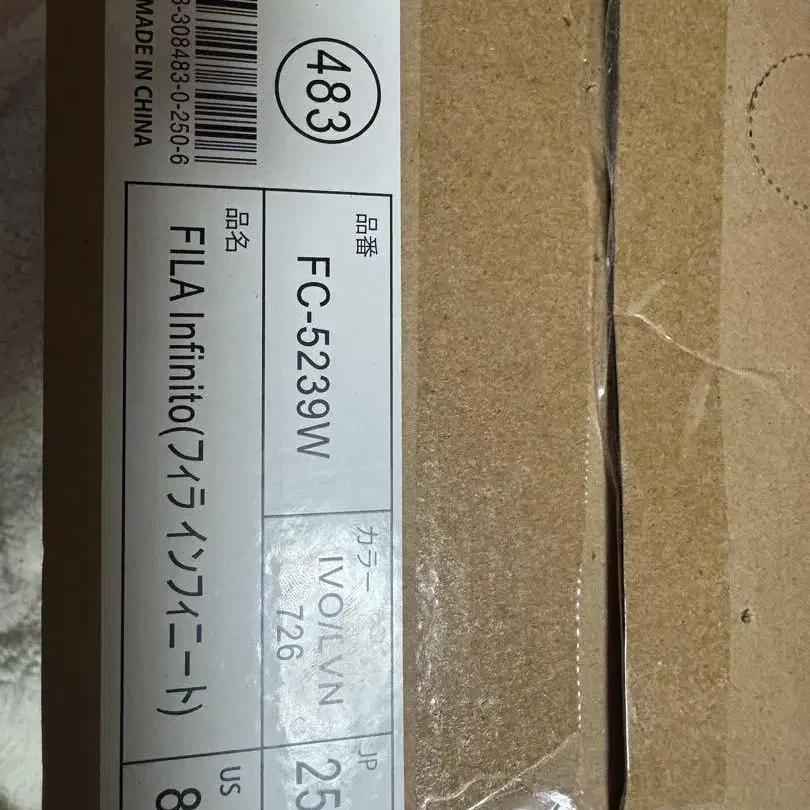 483
8-308483-0-250-6
MADE IN CHINA
品番
FC-5239W
カラー
IVO/LVN
726
JP
25
品名
FILA Infinito(フィラ インフィニート)
US
8